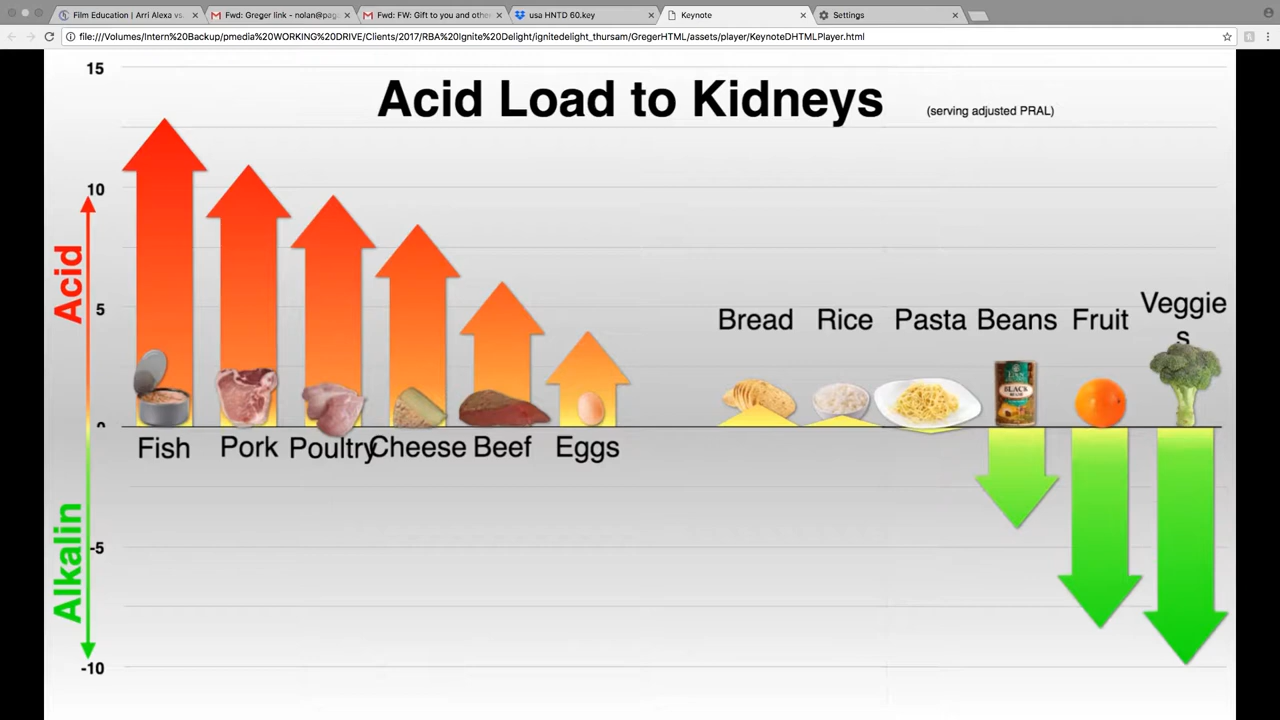 Film Education | Arri Alexa vs.
Fwd: Greger link - nolan@pag
Fwd: FW: Gift to you and othe
usa HNTD 60.key
Keynote
Settings
file:///Volumes/Intern%20Backup/pmedia%20WORKING%20DRIVE/Clients/2017/RBA%20Ignite%20Delight/ignitedelight_thursam/GregerHTML/assets/player/KeynoteDHTMLPlayer.html
15
Acid Load to Kidneys
(serving adjusted PRAL)
10
Acid
5
Bread
Rice
Pasta
Beans
Fruit
Veggie
s
BLACK
0
Fish
Pork
Poultry
Cheese
Beef
Eggs
Alkalin
-5
-10